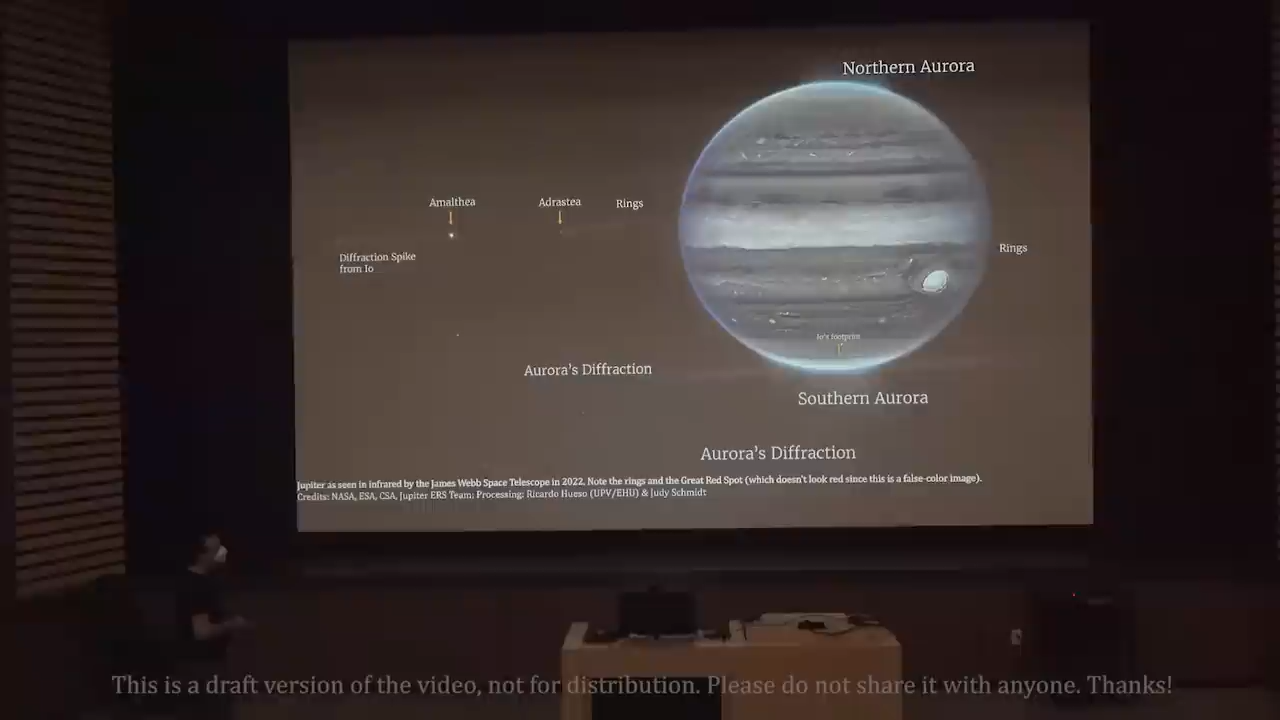 Northern Aurora
Amalthea
Adrastea
Rings
Rings
Diffraction Spike
from Io
Io's footprint
Aurora's Diffraction
Southern Aurora
Aurora's Diffraction
Jupiter as seen in infrared by the James Webb Space Telescope in 2022. Note the rings and the Great Red Spot (which doesn't look red since this is a false-color image).
Credits: NASA, ESA, CSA, Jupiter ERS Team; Processing: Ricardo Hueso (UPV/EHU) & Judy Schmidt
This is a draft version of the video, not for distribution. Please do not share it with anyone. Thanks!